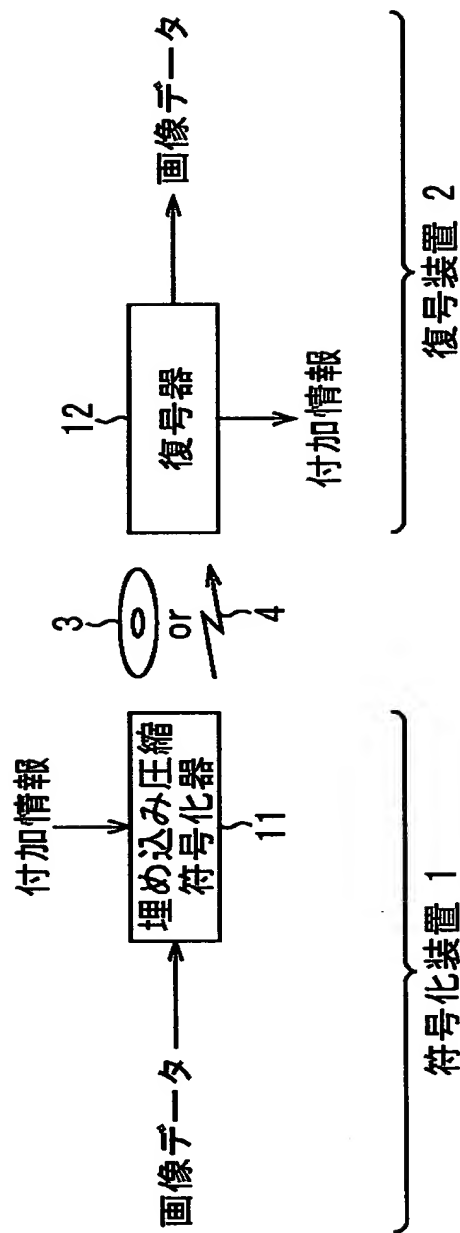 付加情報
画像データ
埋め込み圧縮
符号化器
11
符号化装置 1
3
or
4
12
復号器
画像データ
付加情報
復号装置 2